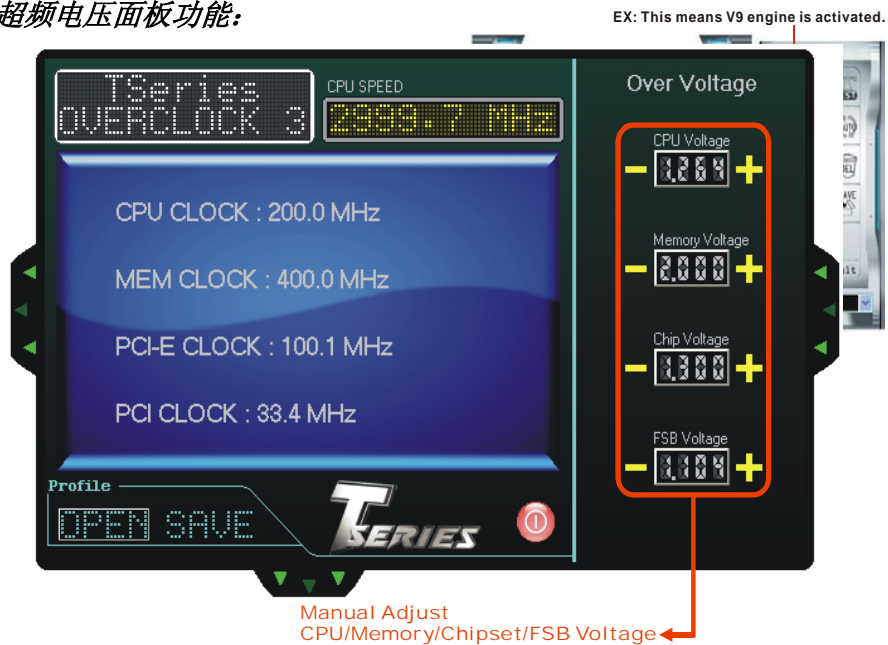 超频电压面板功能：
EX: This means V9 engine is activated.
TSeries
OVERCLOCK 3
CPU SPEED
2999.7 MHz
Over Voltage
CPU Voltage
- +
CPU CLOCK : 200.0 MHz
Memory Voltage
- 2.000 +
MEM CLOCK : 400.0 MHz
Chip Voltage
- 1.300 +
PCI-E CLOCK : 100.1 MHz
PCI CLOCK : 33.4 MHz
FSB Voltage
- +
Profile
OPEN SAVE
TSERIES
Manual Adjust
CPU/Memory/Chipset/FSB Voltage